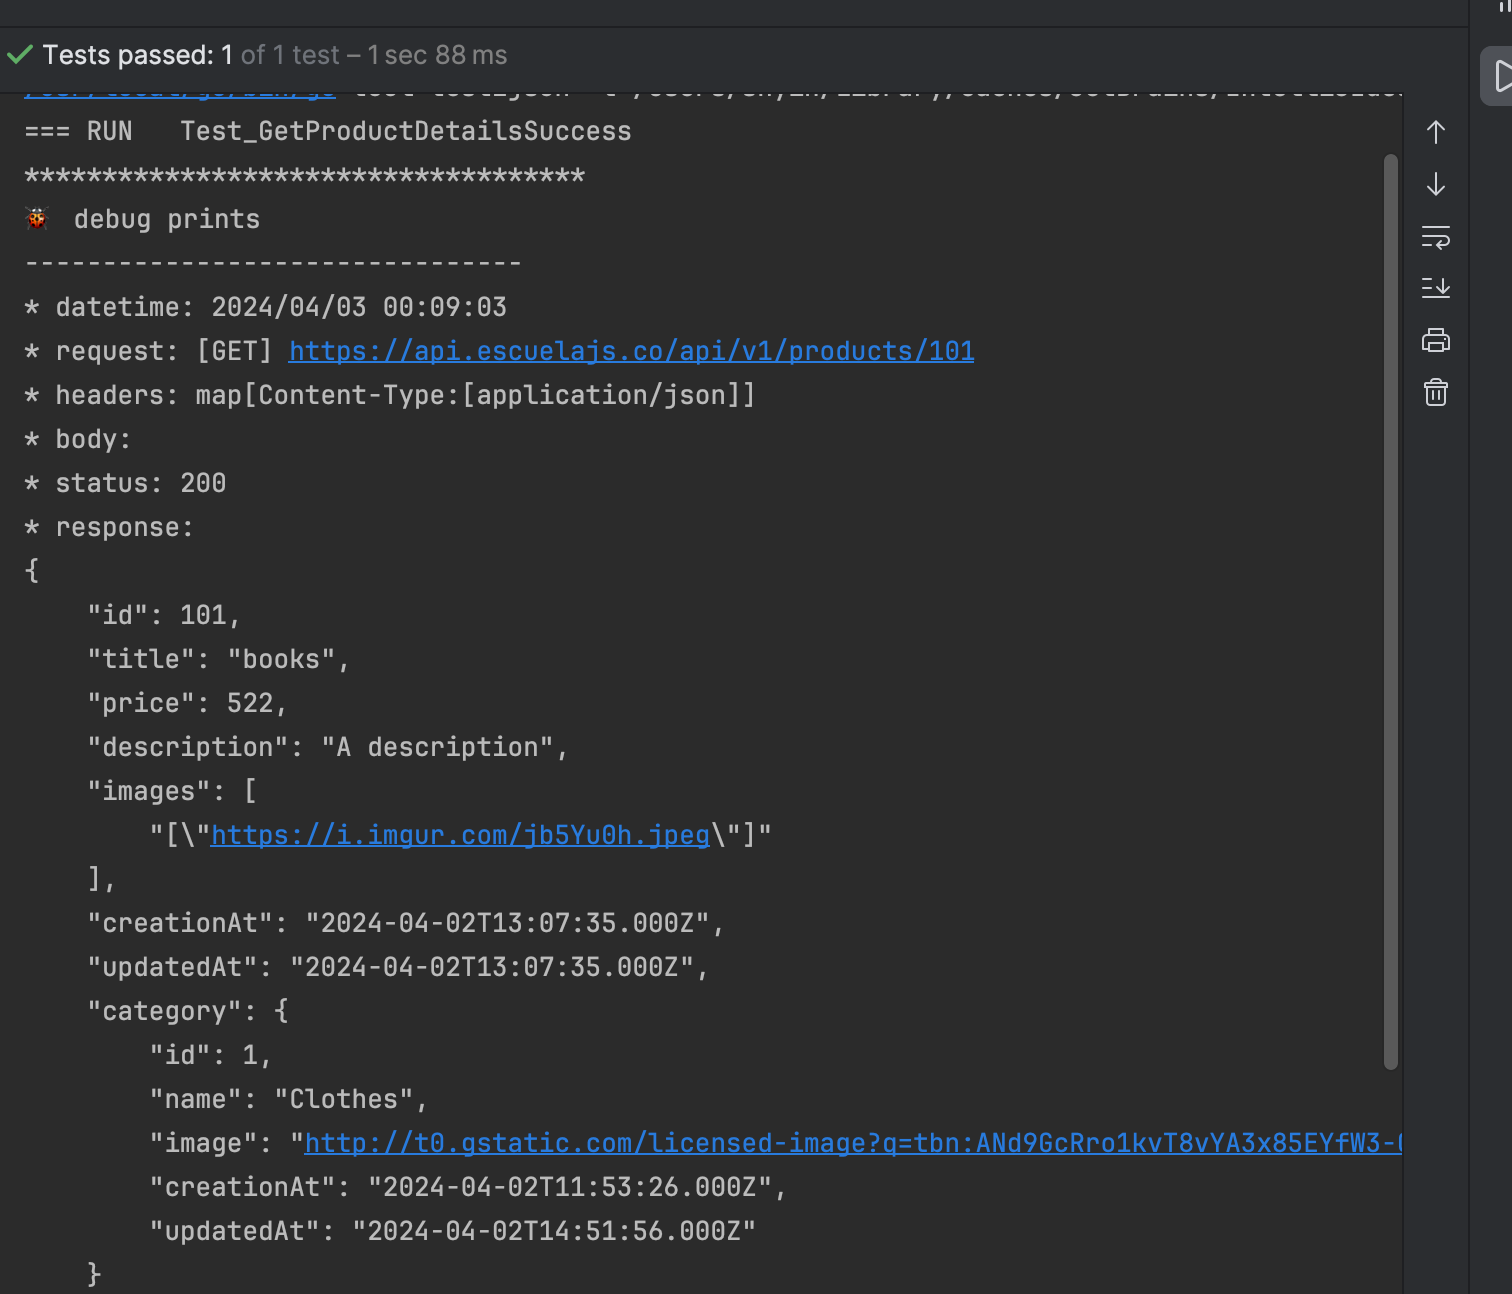 Tests passed: 1 of 1 test – 1 sec 88 ms
=== RUN   Test_GetProductDetailsSuccess
************************************
🐞 debug prints
--------------------------------
* datetime: 2024/04/03 00:09:03
* request: [GET] https://api.escuelajs.co/api/v1/products/101
* headers: map[Content-Type:[application/json]]
* body:
* status: 200
* response:
{
    "id": 101,
    "title": "books",
    "price": 522,
    "description": "A description",
    "images": [
        "[\"https://i.imgur.com/jb5Yu0h.jpeg\"]"
    ],
    "creationAt": "2024-04-02T13:07:35.000Z",
    "updatedAt": "2024-04-02T13:07:35.000Z",
    "category": {
        "id": 1,
        "name": "Clothes",
        "image": "http://t0.gstatic.com/licensed-image?q=tbn:ANd9GcRro1kvT8vYA3x85EYfW3-
        "creationAt": "2024-04-02T11:53:26.000Z",
        "updatedAt": "2024-04-02T14:51:56.000Z"
    }